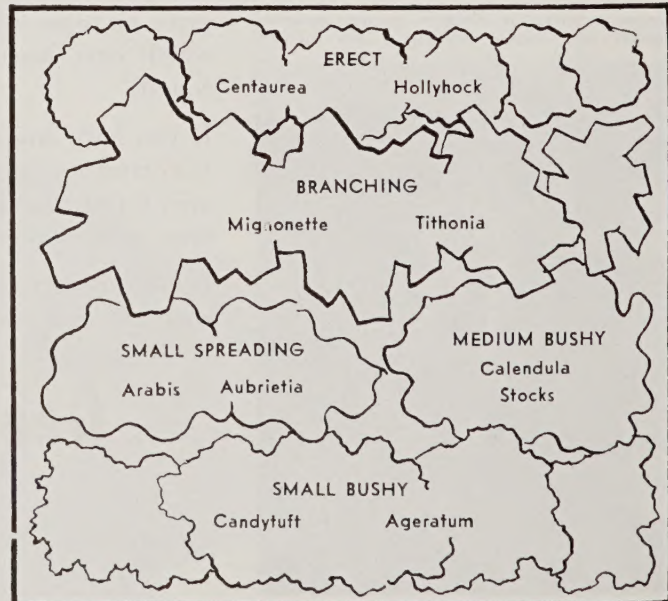 ERECT
Centaurea Hollyhock
BRANCHING
Mignonette Tithonia
SMALL SPREADING
Arabis Aubrietia
MEDIUM BUSHY
Calendula
Stocks
SMALL BUSHY
Candytuft Ageratum